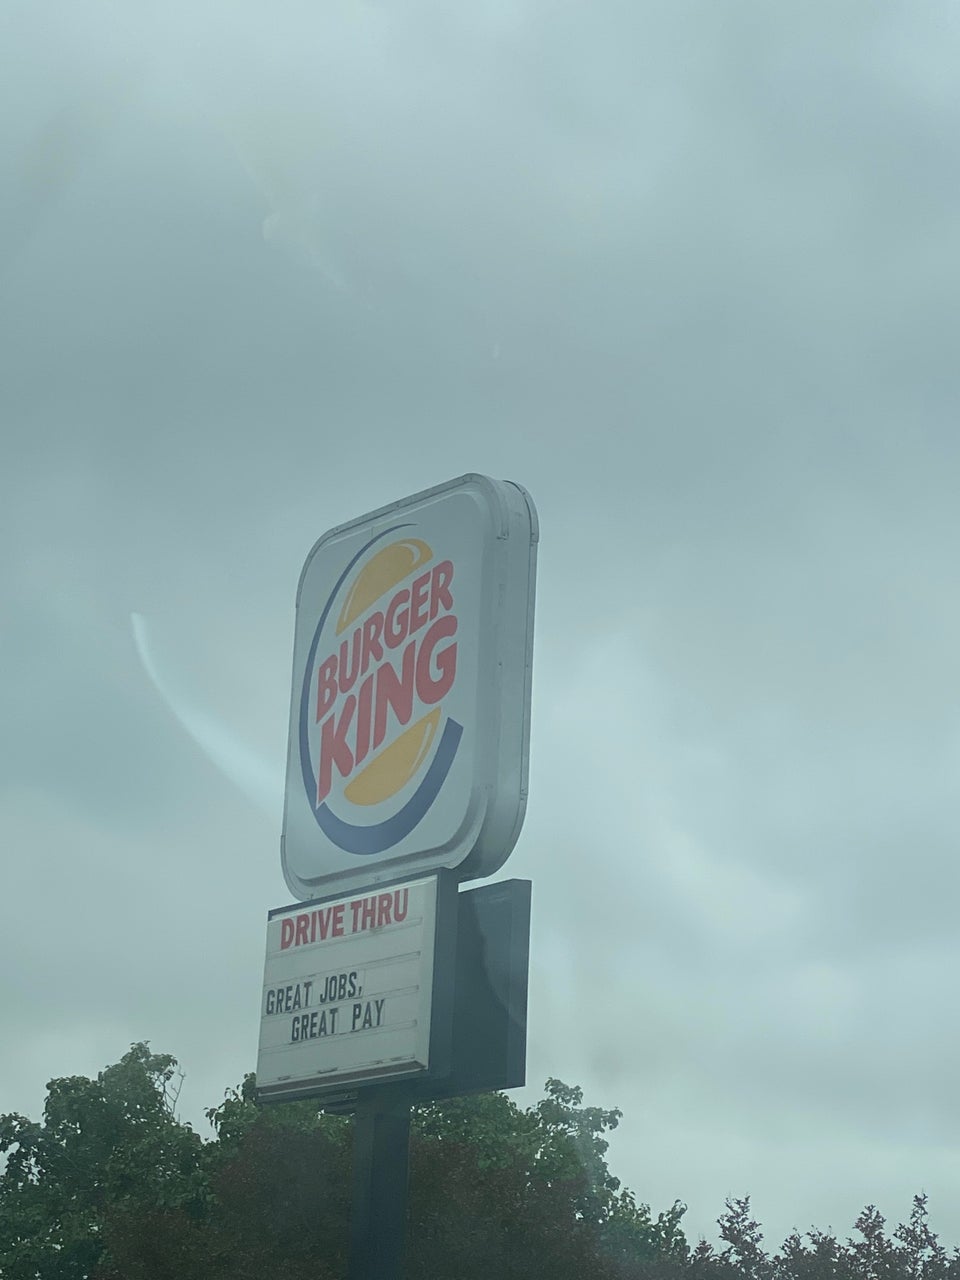 BURGER
KING
DRIVE THRU
GREAT JOBS,
GREAT PAY